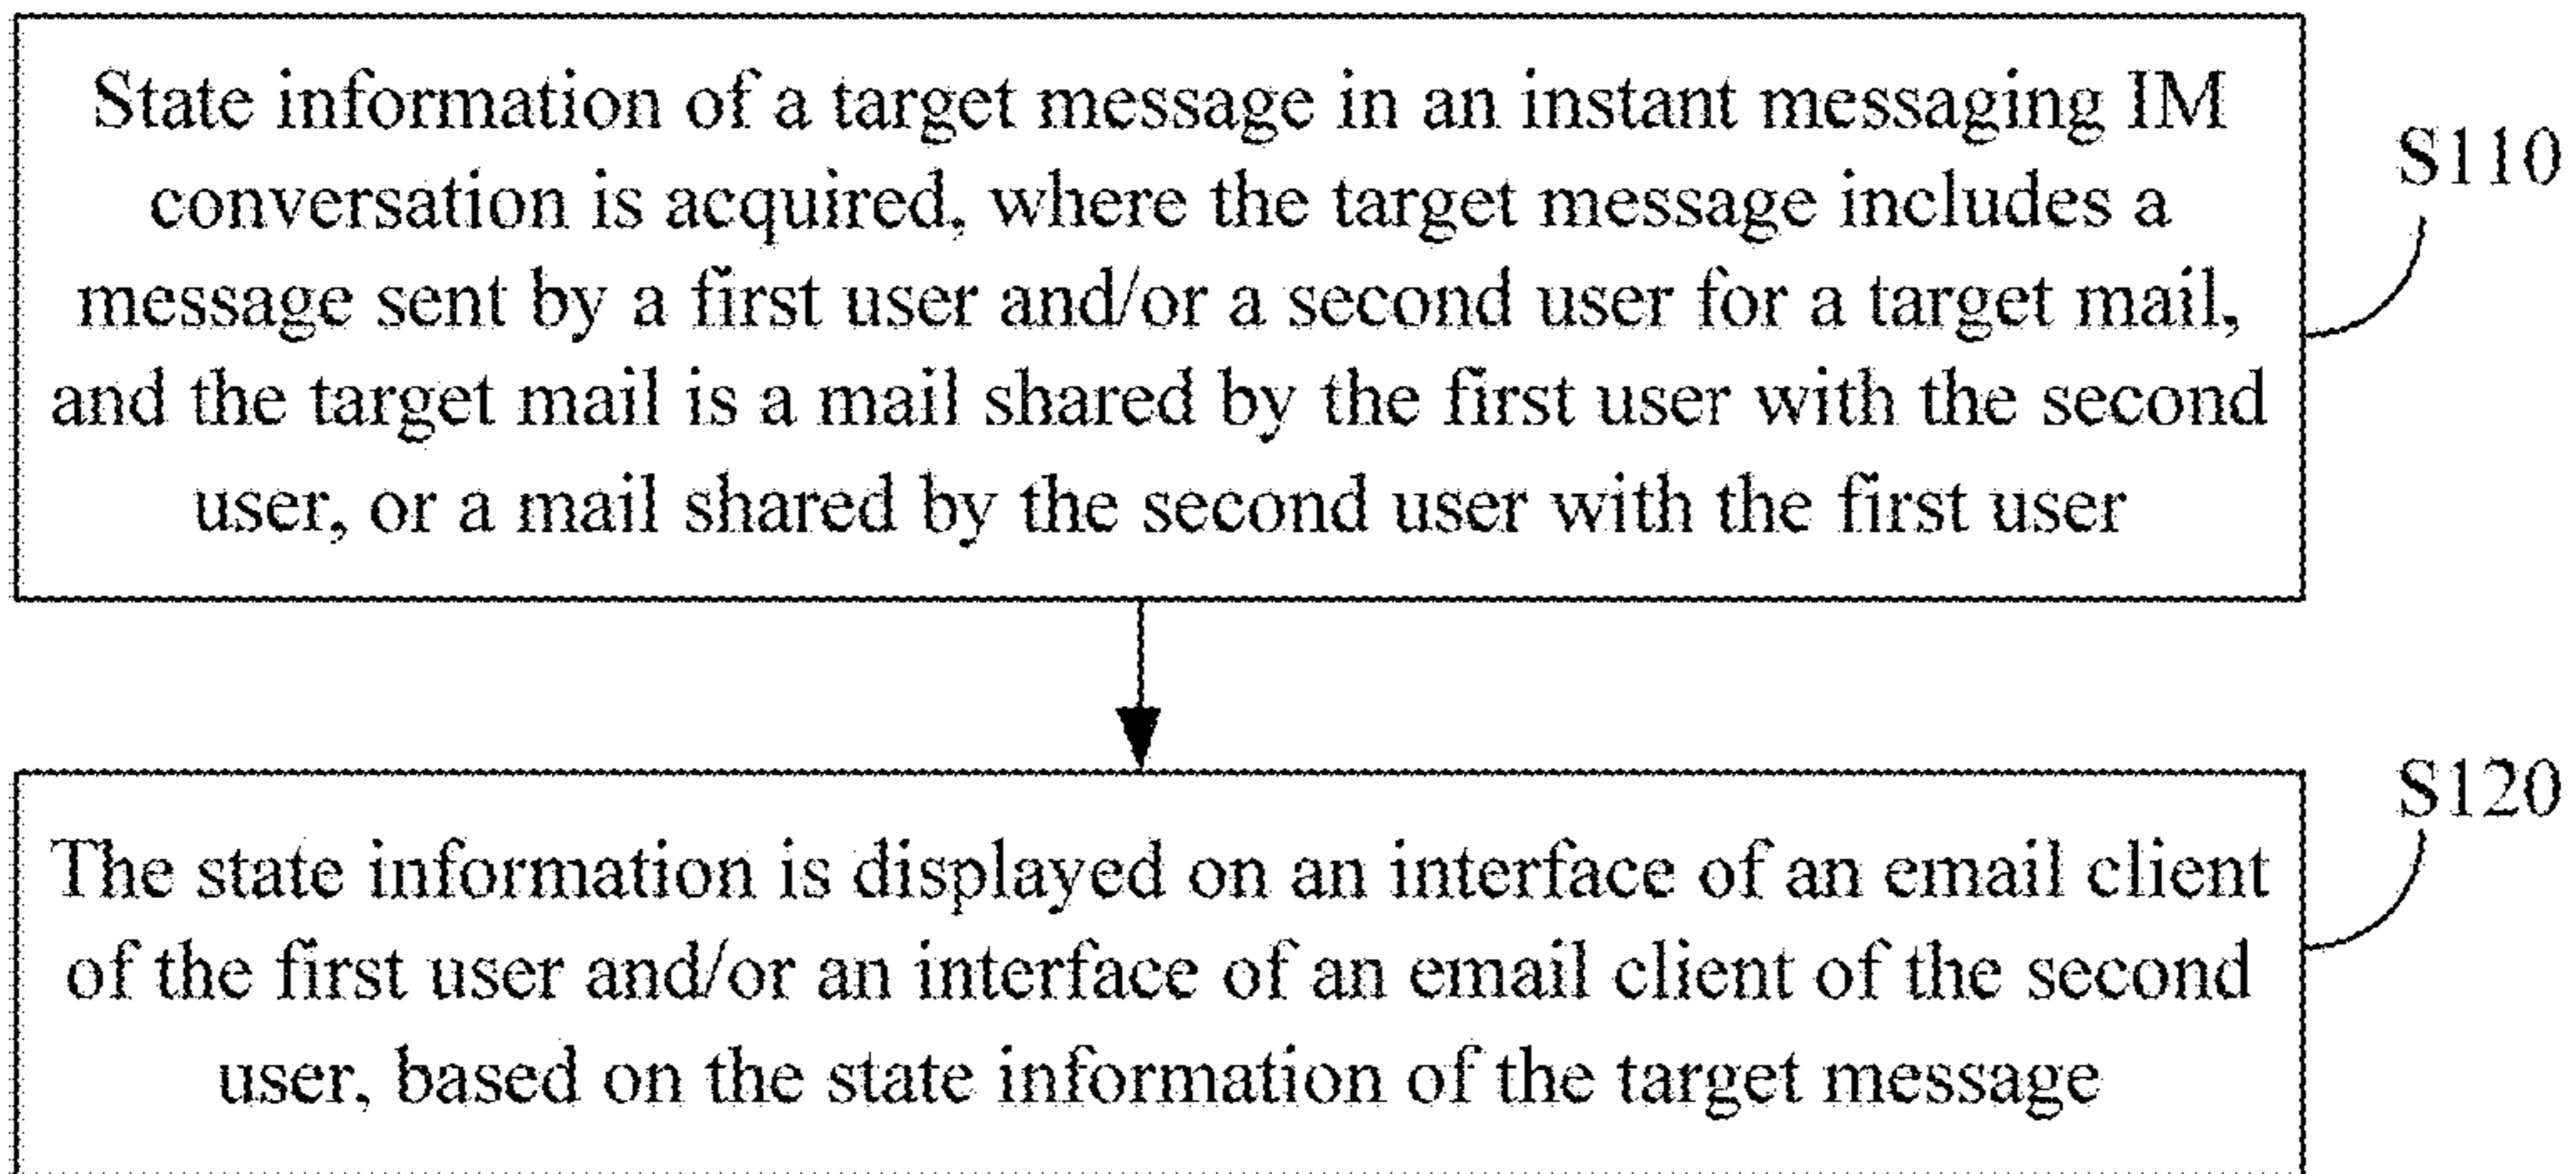 State information of a target message in an instant messaging IM
conversation is acquired, where the target message includes a
message sent by a first user and/or a second user for a target mail,
and the target mail is a mail shared by the first user with the second
user, or a mail shared by the second user with the first user
S110
The state information is displayed on an interface of an email client
of the first user and/or an interface of an email client of the second
user, based on the state information of the target message
S120